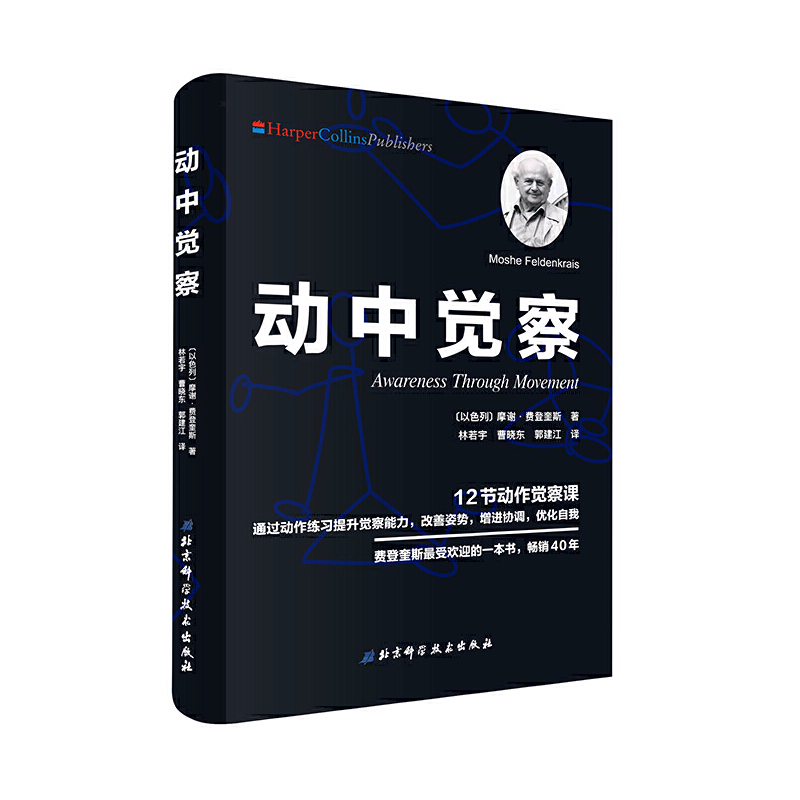 动中觉察
〔以色列〕摩谢·费登奎斯 著
林若宇 曹晓东 郭建江 译
北京科学技术出版社
HarperCollinsPublishers
Moshe Feldenkrais
动中觉察
Awareness Through Movement
〔以色列〕摩谢·费登奎斯 著
林若宇 曹晓东 郭建江 译
12节动作觉察课
通过动作练习提升觉察能力，改善姿势，增进协调，优化自我
费登奎斯最受欢迎的一本书，畅销40年
北京科学技术出版社